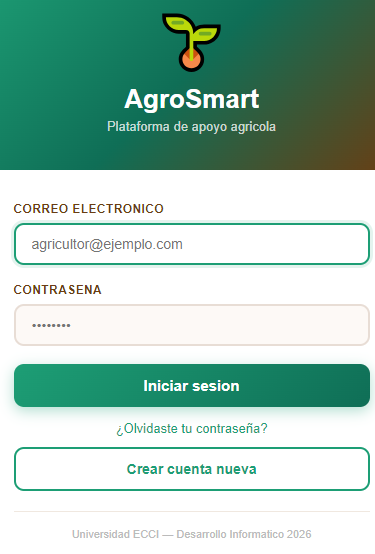 AgroSmart
Plataforma de apoyo agricola
CORREO ELECTRONICO
agricultor@ejemplo.com
CONTRASENA
••••••••
Iniciar sesion
¿Olvidaste tu contraseña?
Crear cuenta nueva
Universidad ECCI — Desarrollo Informatico 2026